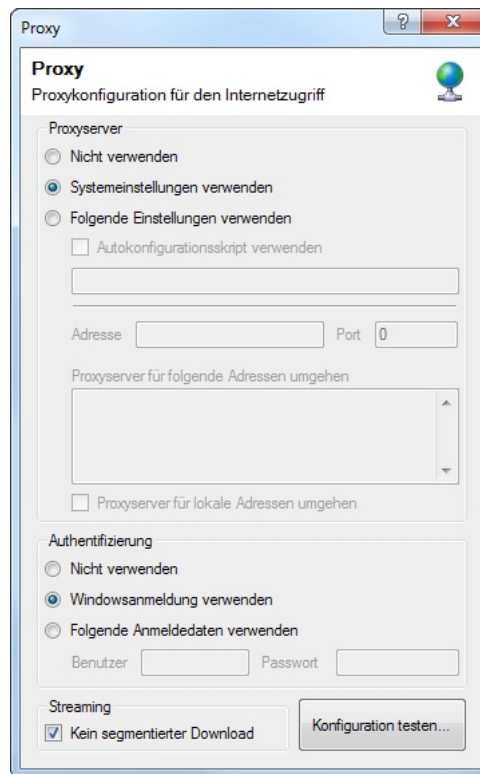 Proxy
Proxy
Proxykonfiguration für den Internetzugriff
Proxyserver
Nicht verwenden
Systemeinstellungen verwenden
Folgende Einstellungen verwenden
Autokonfigurationsskript verwenden
Adresse Port 0
Proxyserver für folgende Adressen umgehen
Proxyserver für lokale Adressen umgehen
Authentifizierung
Nicht verwenden
Windowsanmeldung verwenden
Folgende Anmeldedaten verwenden
Benutzer Passwort
Streaming
Kein segmentierter Download
Konfiguration testen...